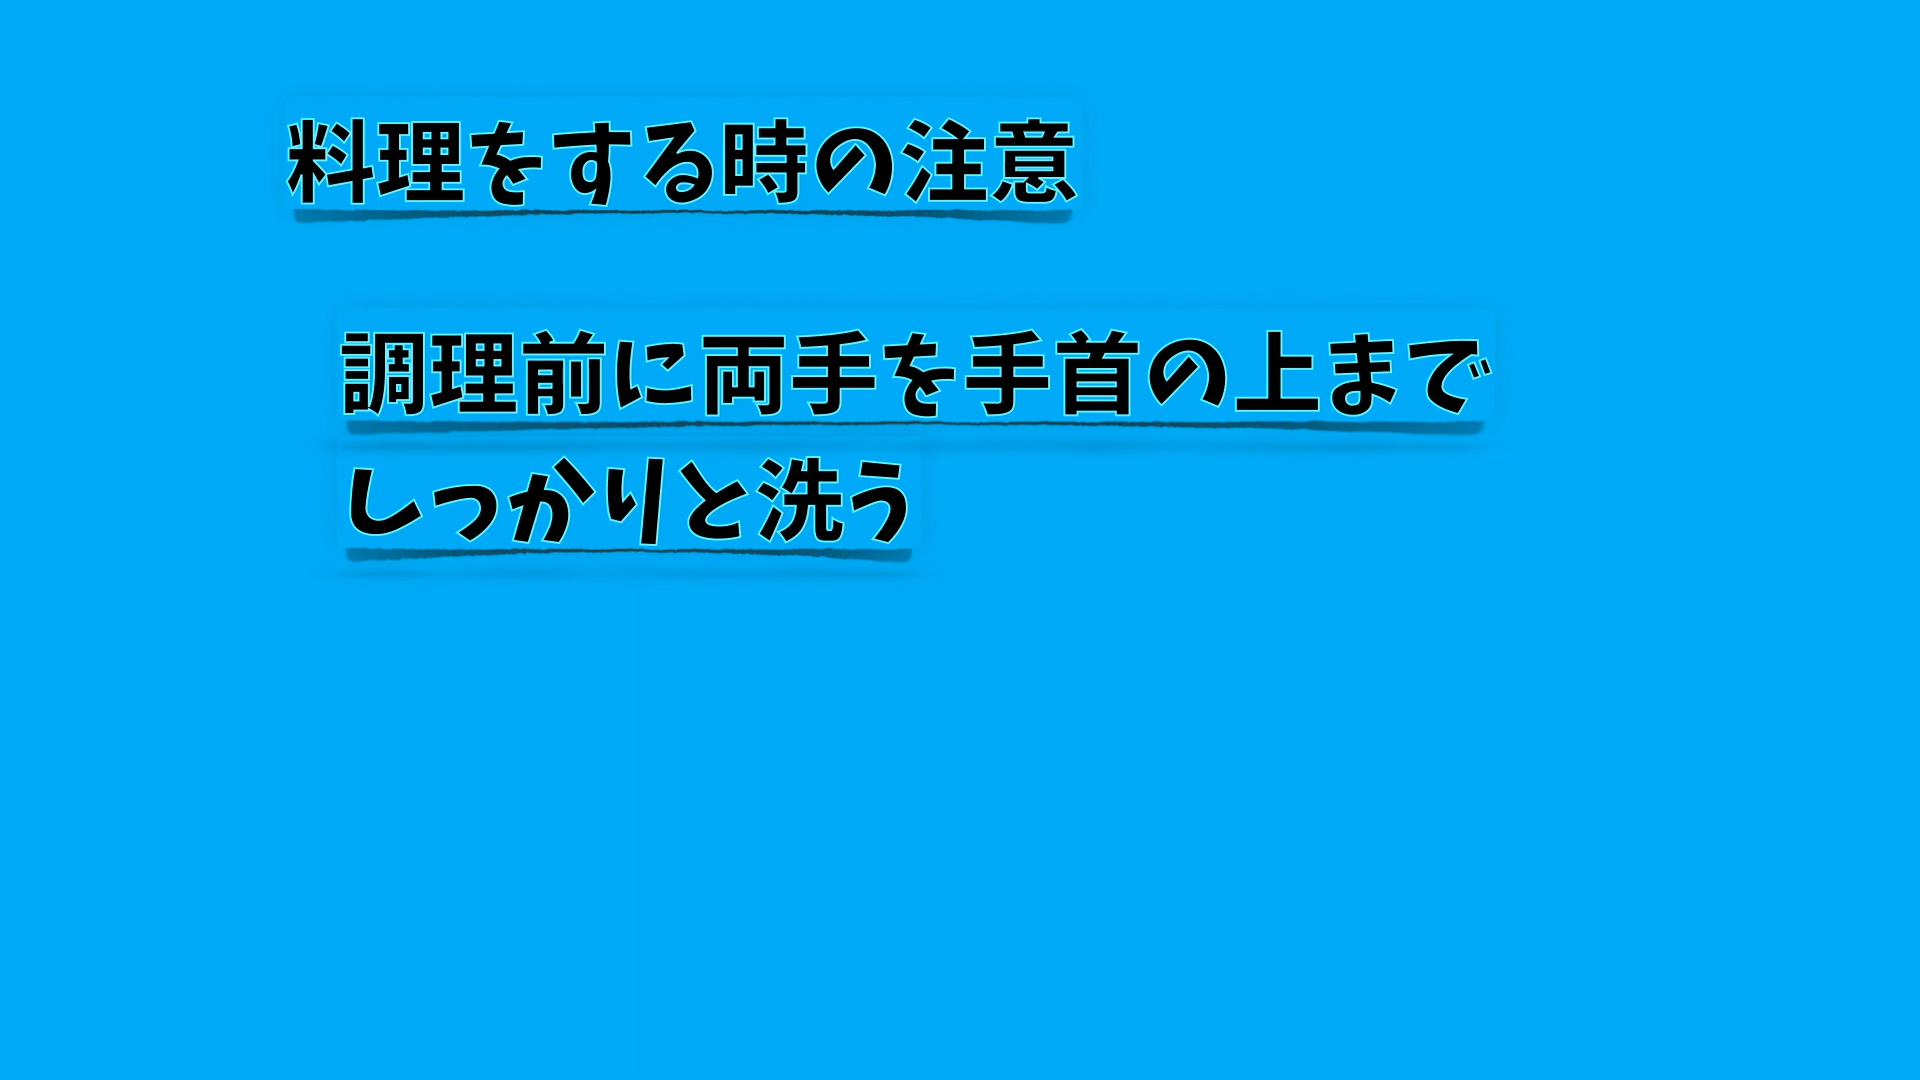 料理をする時の注意
調理前に両手を手首の上まで
しっかりと洗う